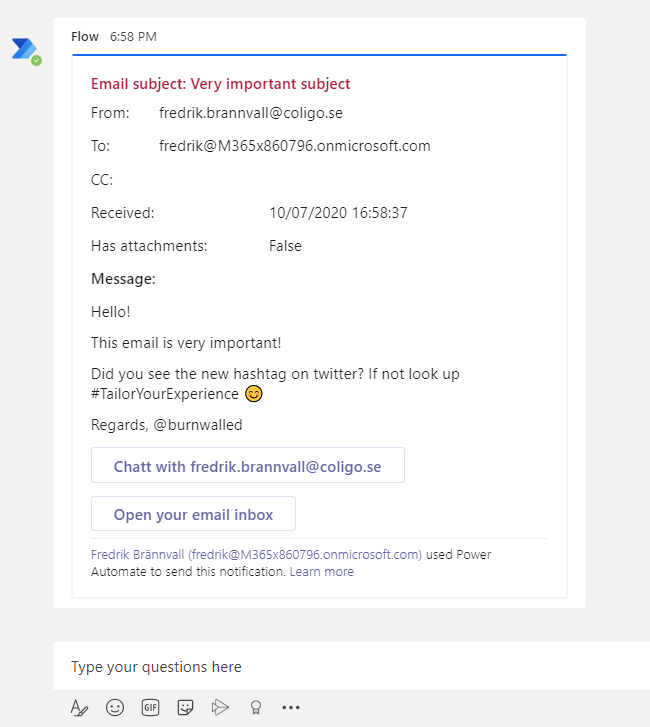 Flow 6:58 PM
Email subject: Very important subject
From: fredrik.brannvall@coligo.se
To: fredrik@M365x860796.onmicrosoft.com
CC:
Received: 10/07/2020 16:58:37
Has attachments: False
Message:
Hello!
This email is very important!
Did you see the new hashtag on twitter? If not look up
#TailorYourExperience 😊
Regards, @burnwalled
Chatt with fredrik.brannvall@coligo.se
Open your email inbox
Fredrik Brännvall (fredrik@M365x860796.onmicrosoft.com) used Power
Automate to send this notification. Learn more
Type your questions here
GIF